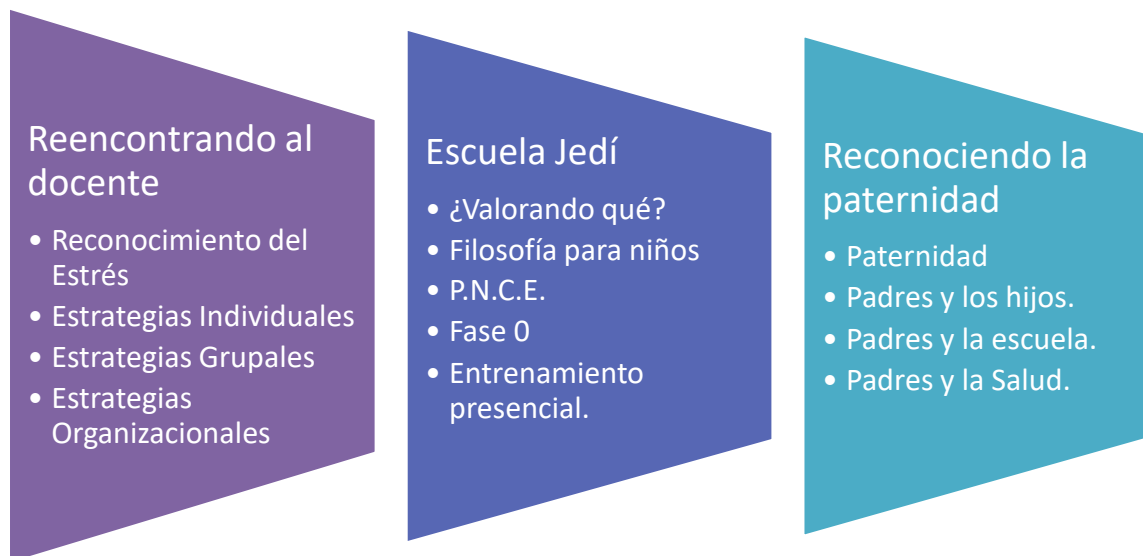 Reencontrando al
docente
• Reconocimiento del
Estrés
• Estrategias Individuales
• Estrategias Grupales
• Estrategias
Organizacionales
Escuela Jedí
• ¿Valorando qué?
• Filosofía para niños
• P.N.C.E.
• Fase 0
• Entrenamiento
presencial.
Reconociendo la
paternidad
• Paternidad
• Padres y los hijos.
• Padres y la escuela.
• Padres y la Salud.